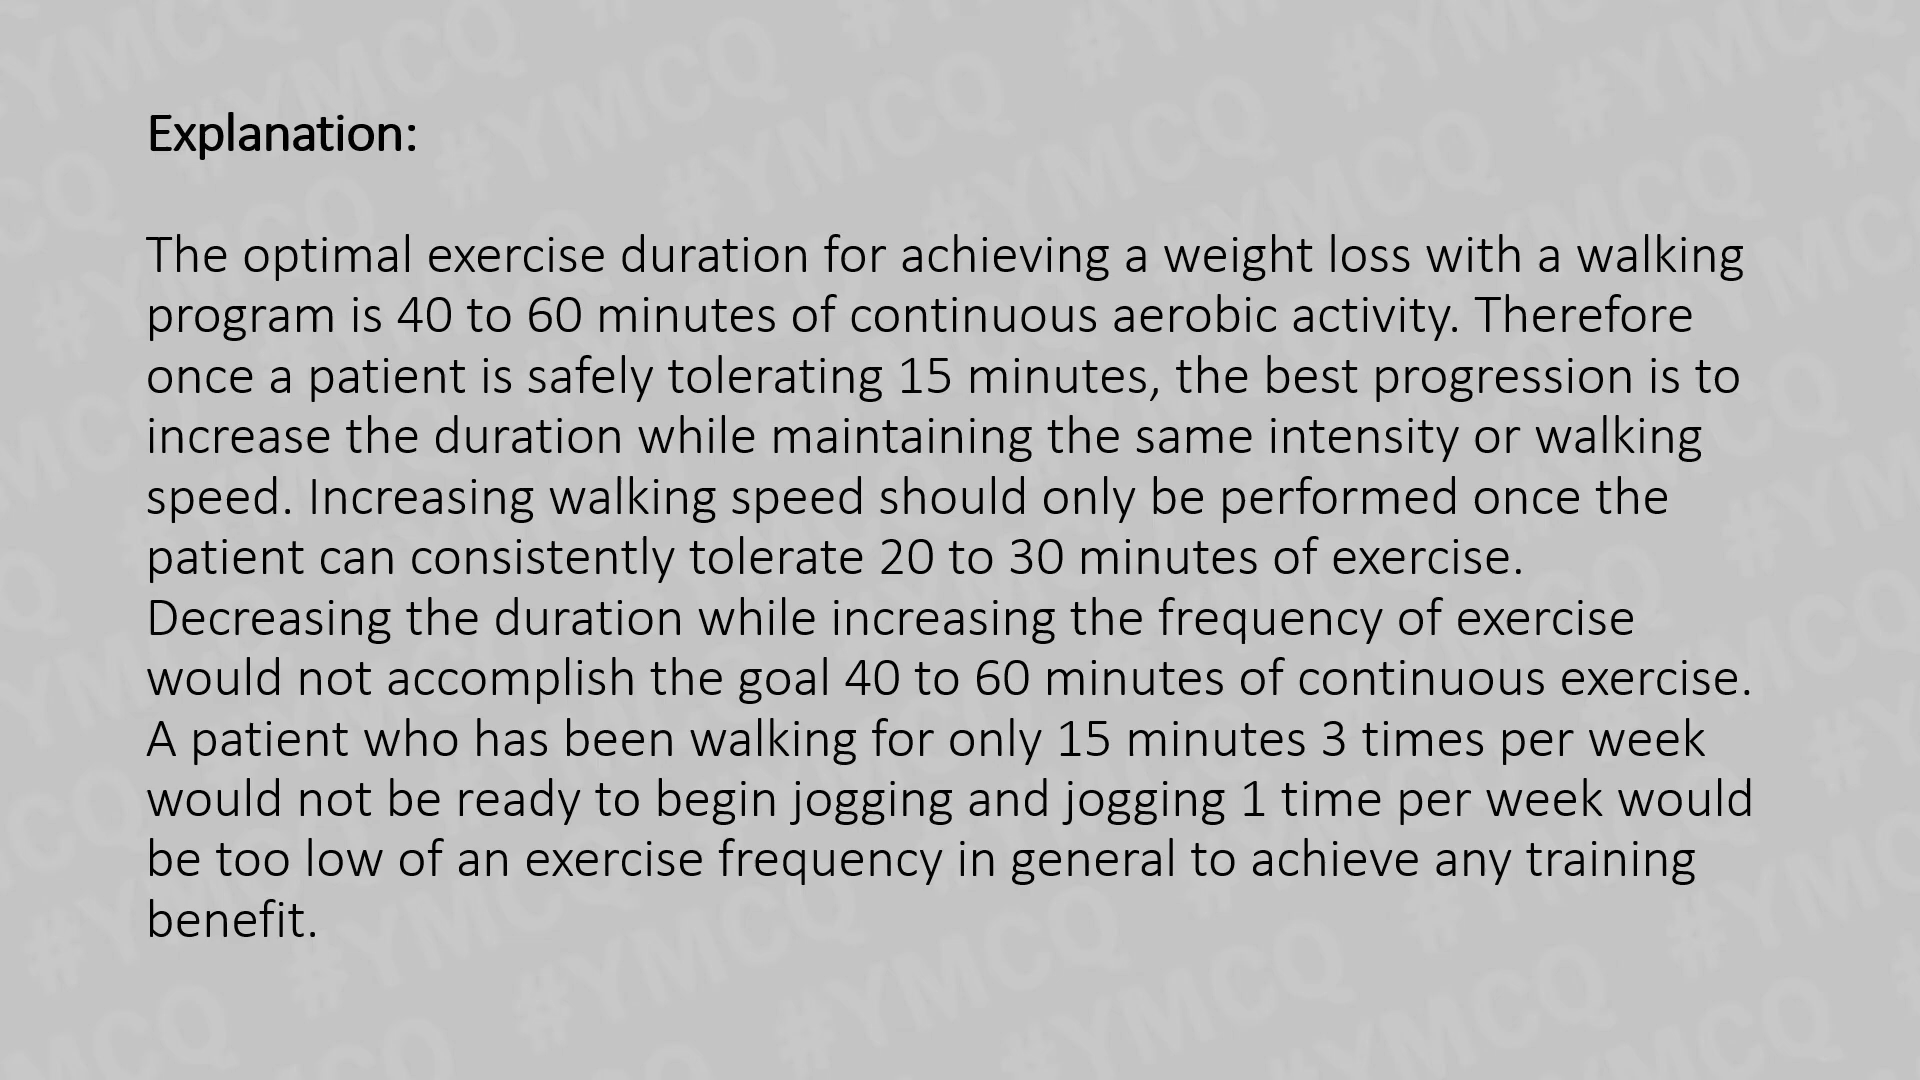 Explanation:
The optimal exercise duration for achieving a weight loss with a walking
program is 40 to 60 minutes of continuous aerobic activity. Therefore
once a patient is safely tolerating 15 minutes, the best progression is to
increase the duration while maintaining the same intensity or walking
speed. Increasing walking speed should only be performed once the
patient can consistently tolerate 20 to 30 minutes of exercise.
Decreasing the duration while increasing the frequency of exercise
would not accomplish the goal 40 to 60 minutes of continuous exercise.
A patient who has been walking for only 15 minutes 3 times per week
would not be ready to begin jogging and jogging 1 time per week would
be too low of an exercise frequency in general to achieve any training
benefit.
#YMCQ